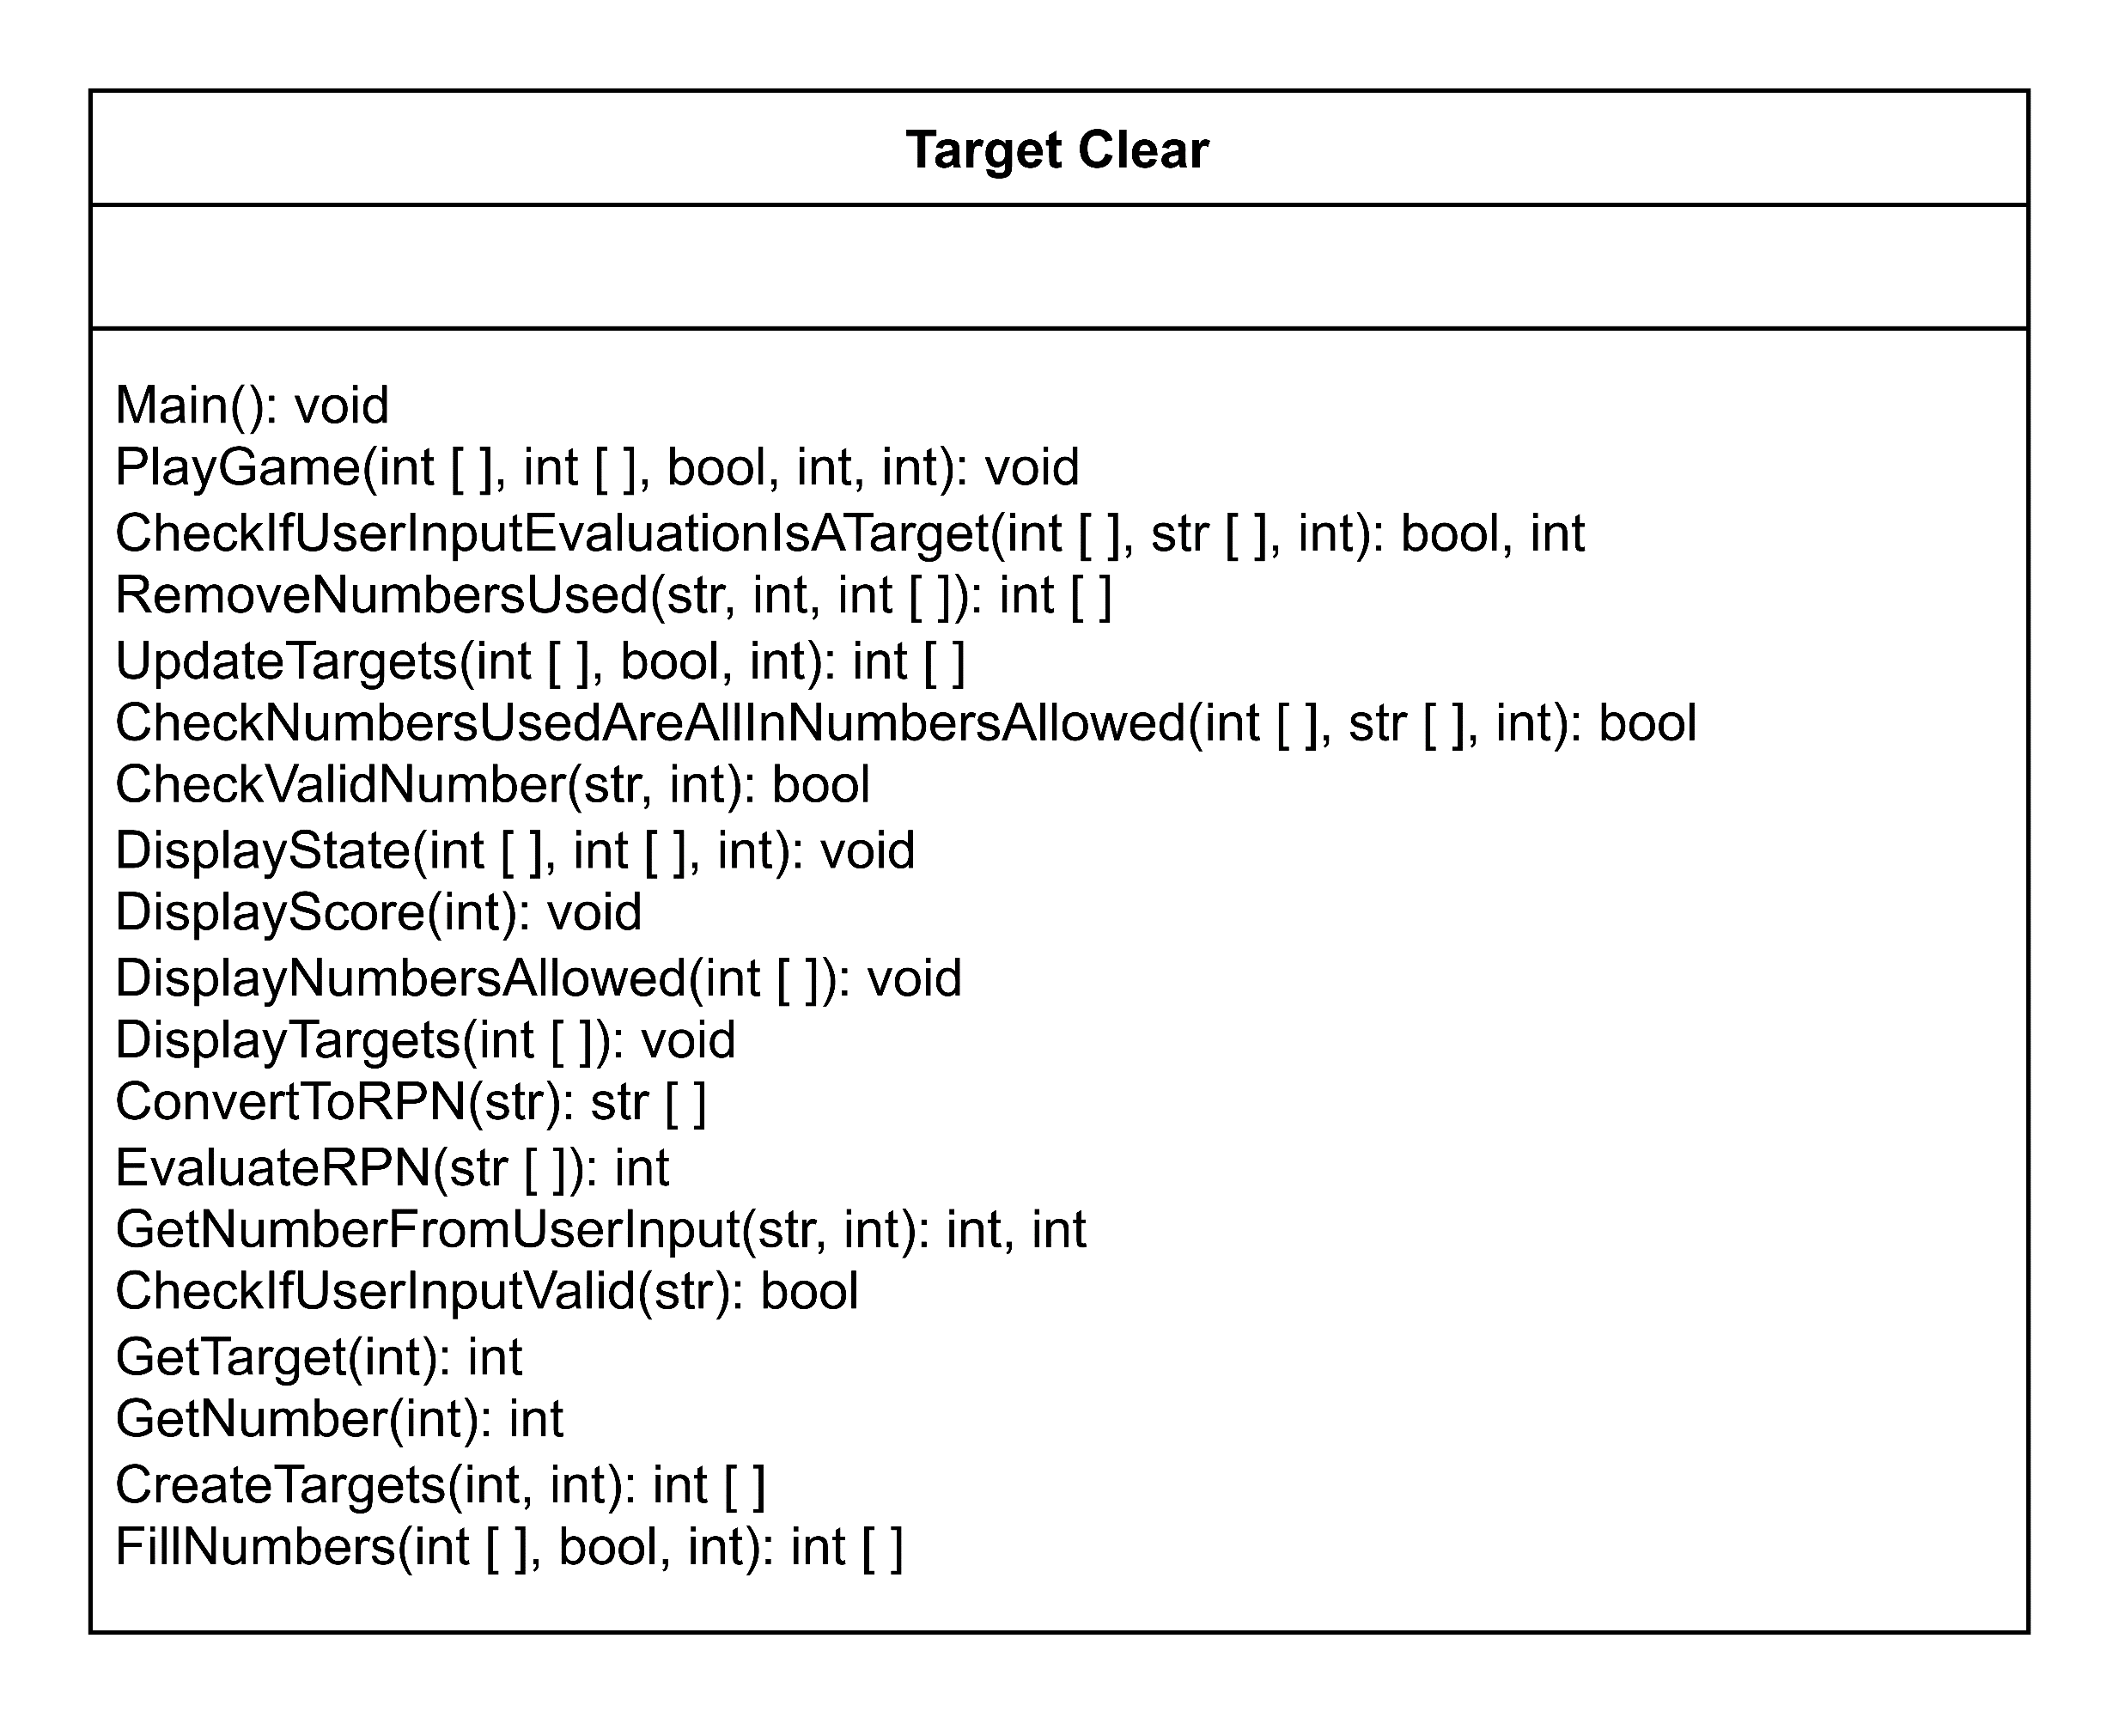 Target Clear
Main(): void
PlayGame(int [ ], int [ ], bool, int, int): void
CheckIfUserInputEvaluationIsATarget(int [ ], str [ ], int): bool, int
RemoveNumbersUsed(str, int, int [ ]): int [ ]
UpdateTargets(int [ ], bool, int): int [ ]
CheckNumbersUsedAreAllInNumbersAllowed(int [ ], str [ ], int): bool
CheckValidNumber(str, int): bool
DisplayState(int [ ], int [ ], int): void
DisplayScore(int): void
DisplayNumbersAllowed(int [ ]): void
DisplayTargets(int [ ]): void
ConvertToRPN(str): str [ ]
EvaluateRPN(str [ ]): int
GetNumberFromUserInput(str, int): int, int
CheckIfUserInputValid(str): bool
GetTarget(int): int
GetNumber(int): int
CreateTargets(int, int): int [ ]
FillNumbers(int [ ], bool, int): int [ ]